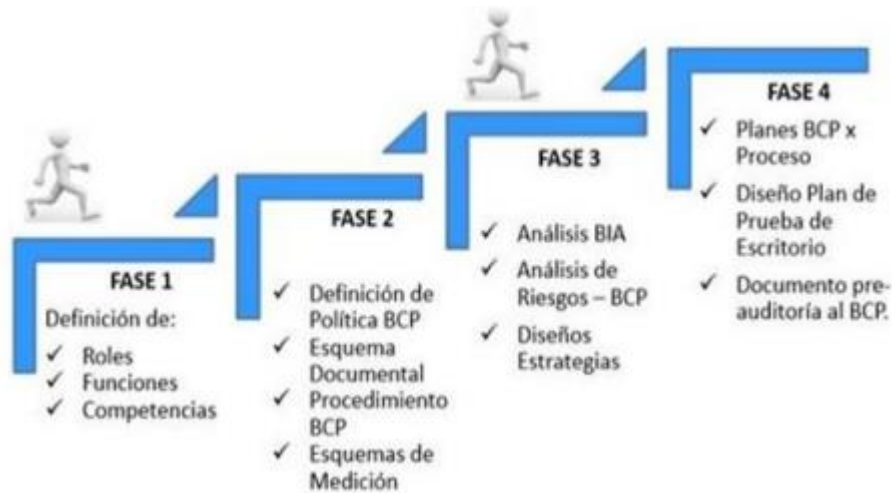 FASE 1
Definición de:
✓ Roles
✓ Funciones
✓ Competencias
FASE 2
✓ Definición de
Política BCP
✓ Esquema
Documental
✓ Procedimiento
BCP
✓ Esquemas de
Medición
FASE 3
✓ Análisis BIA
✓ Análisis de
Riesgos – BCP
✓ Diseños
Estrategias
FASE 4
✓ Planes BCP x
Proceso
✓ Diseño Plan de
Prueba de
Escritorio
✓ Documento pre-
auditoría al BCP.